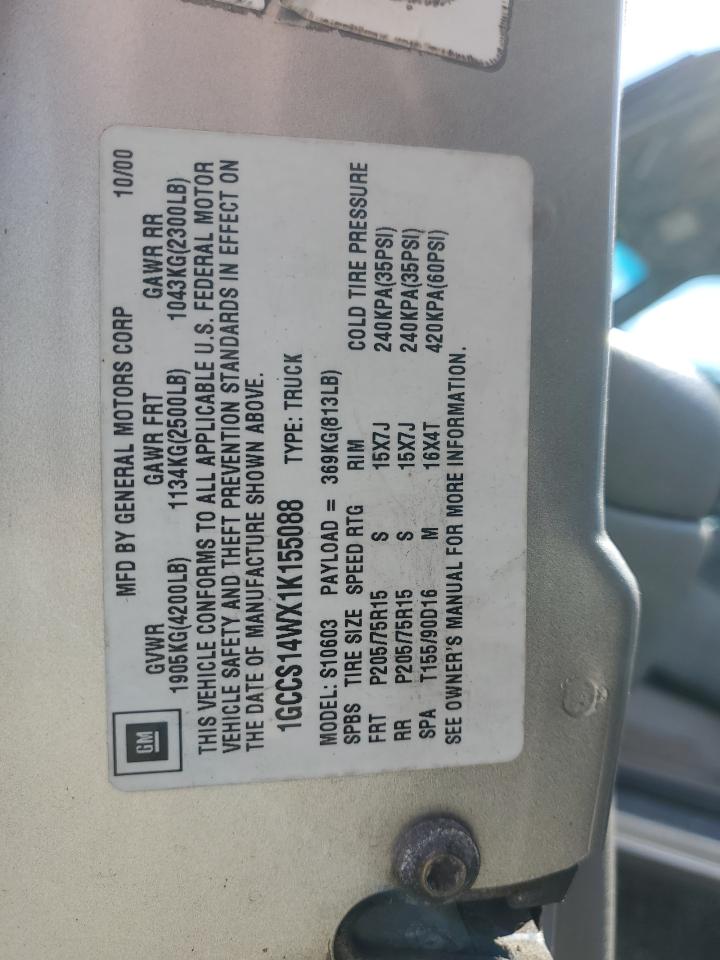 MFD BY GENERAL MOTORS CORP 10/00
GVWR GAWR FRT GAWR RR
1905KG(4200LB) 1134KG(2500LB) 1043KG(2300LB)
THIS VEHICLE CONFORMS TO ALL APPLICABLE U.S. FEDERAL MOTOR
VEHICLE SAFETY AND THEFT PREVENTION STANDARDS IN EFFECT ON
THE DATE OF MANUFACTURE SHOWN ABOVE.
1GCCS14WX1K155088 TYPE: TRUCK
MODEL: S10603 PAYLOAD = 369KG(813LB)
SPBS TIRE SIZE SPEED RTG RIM COLD TIRE PRESSURE
FRT P205/75R15 S 15X7J 240KPA(35PSI)
RR P205/75R15 S 15X7J 240KPA(35PSI)
SPA T155/90D16 M 16X4T 420KPA(60PSI)
SEE OWNER'S MANUAL FOR MORE INFORMATION.
GM